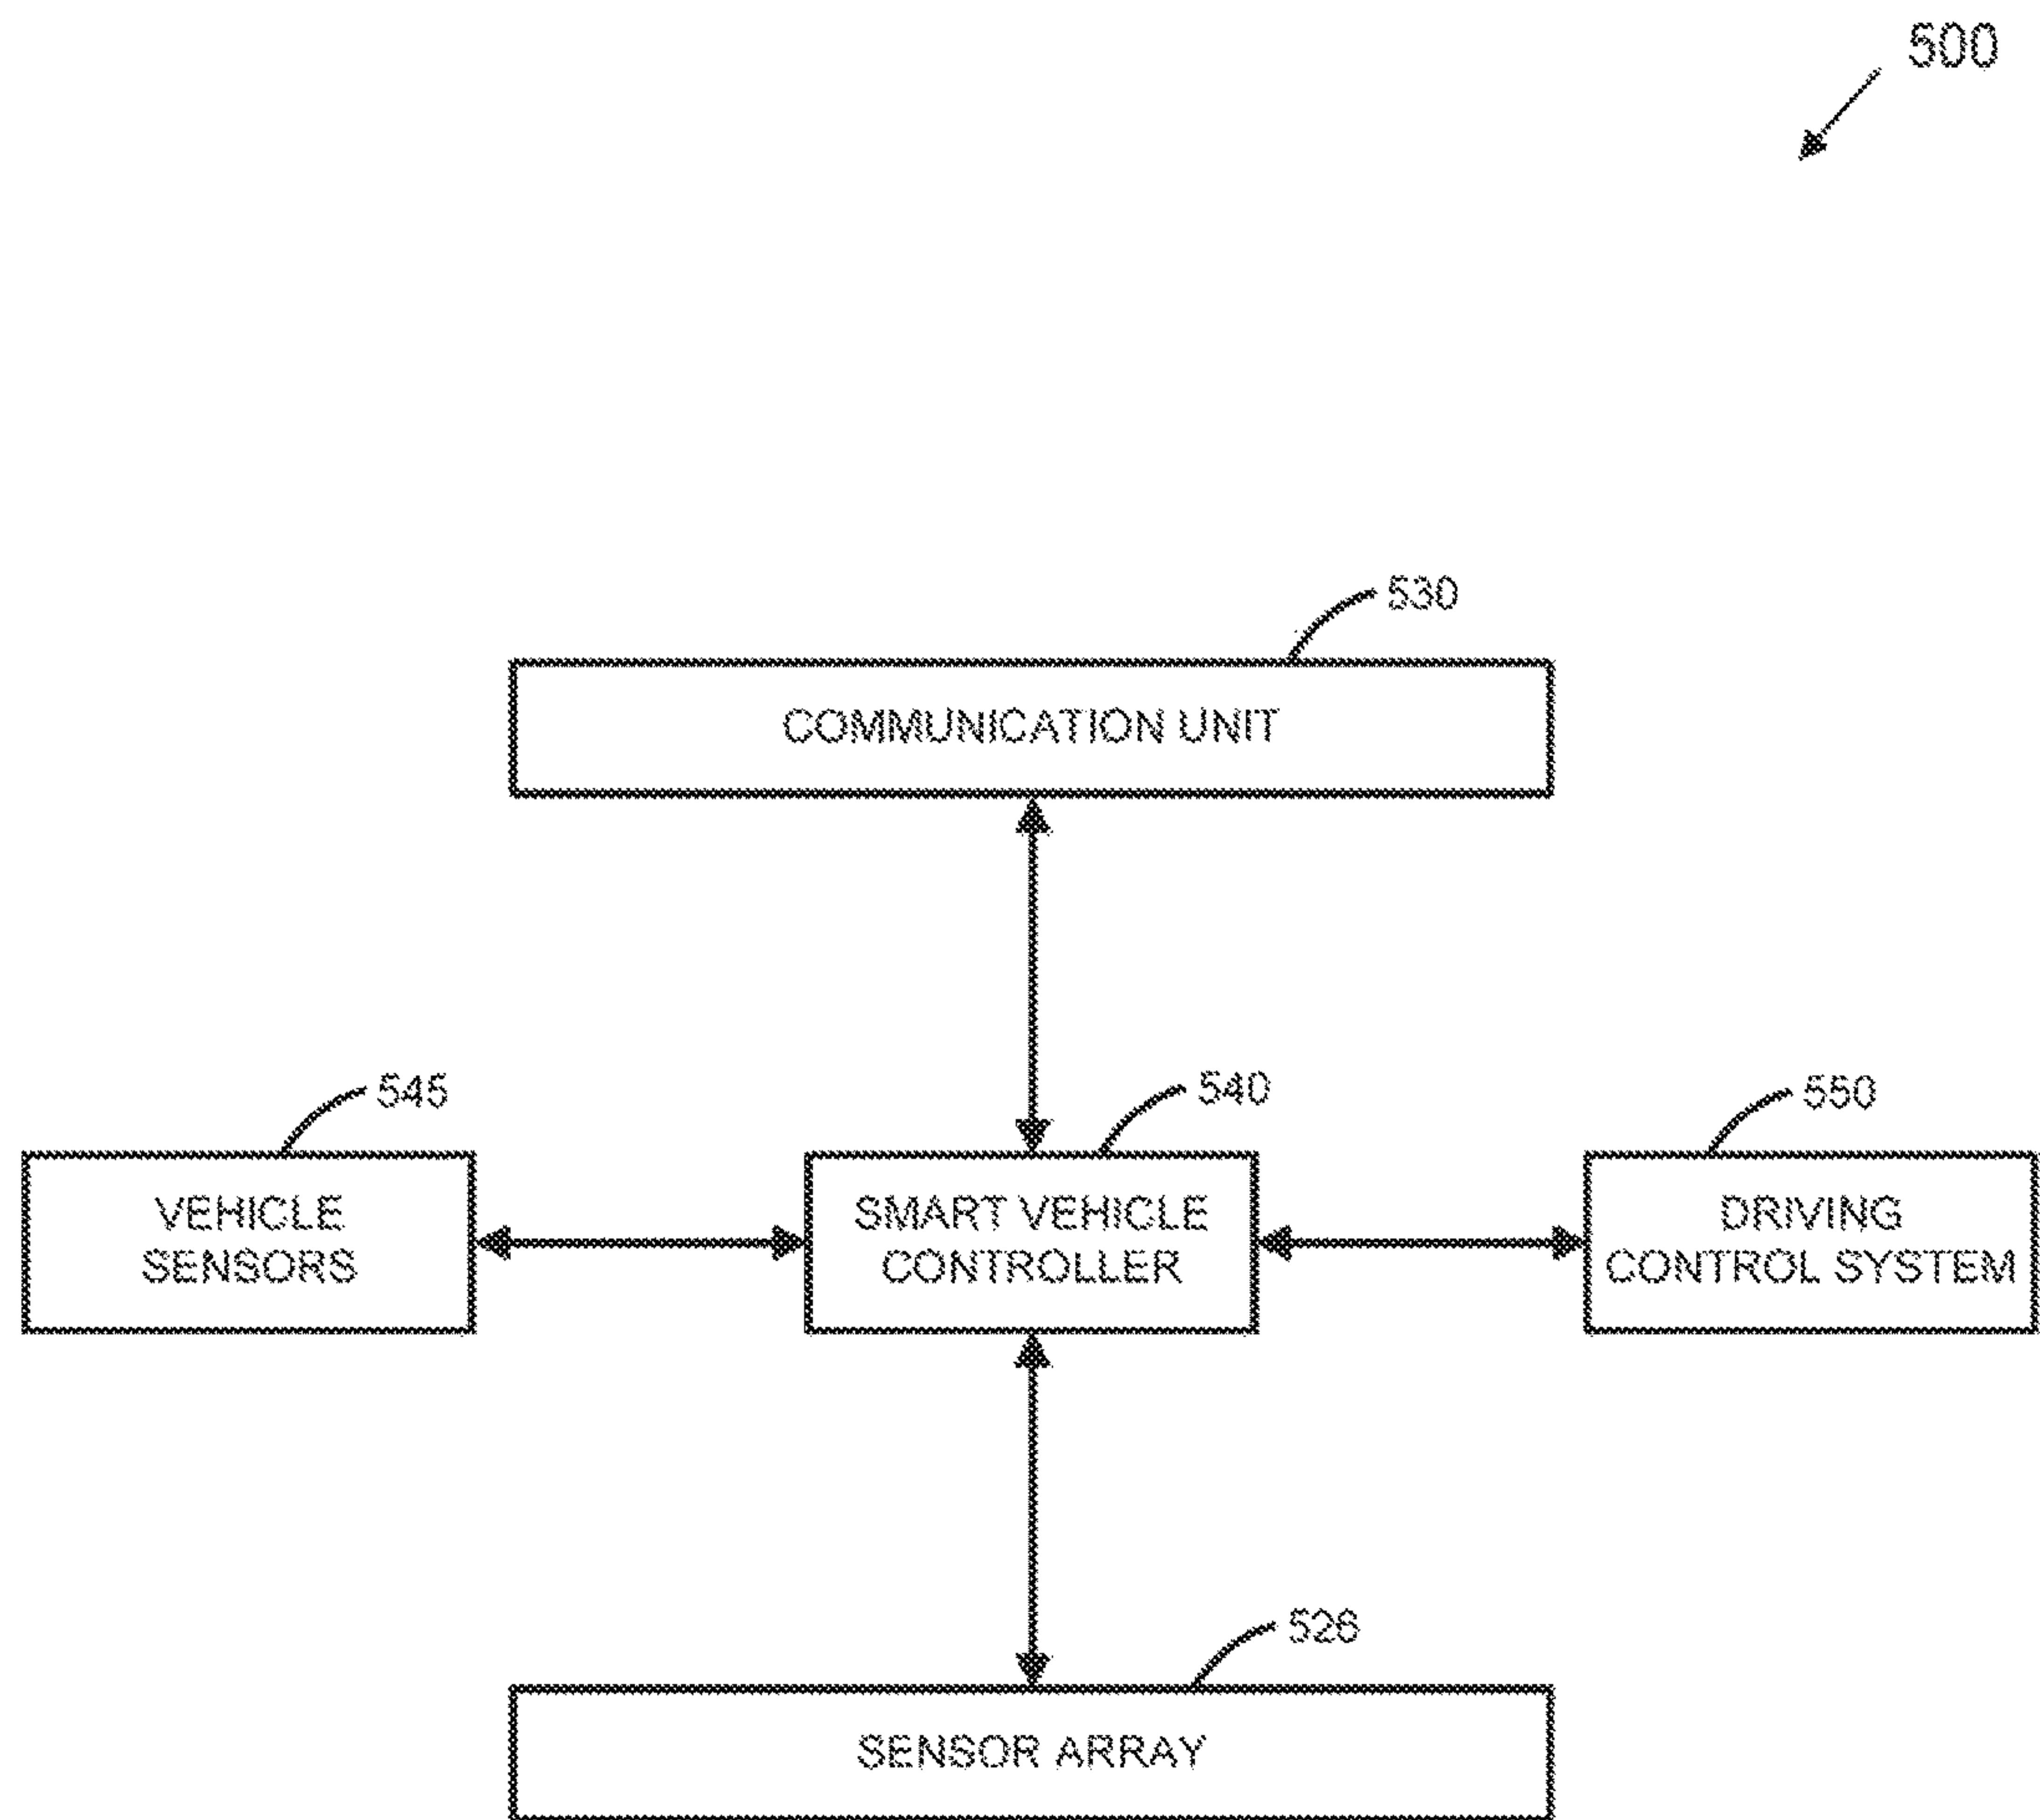 500
530
COMMUNICATION UNIT
545
540
550
VEHICLE
SENSORS
SMART VEHICLE
CONTROLLER
DRIVING
CONTROL SYSTEM
526
SENSOR ARRAY